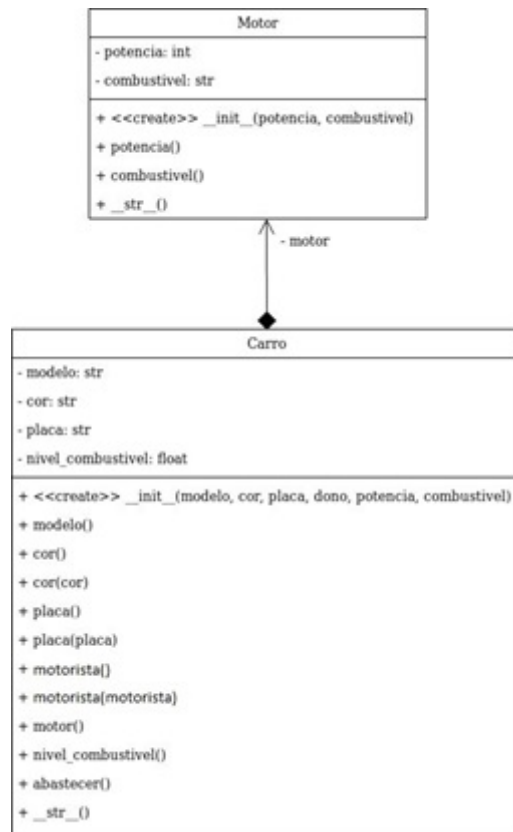 Motor
- potencia: int
- combustivel: str
+ <<create>> __init__(potencia, combustivel)
+ potencia()
+ combustivel()
+ __str__()
- motor
Carro
- modelo: str
- cor: str
- placa: str
- nivel_combustivel: float
+ <<create>> __init__(modelo, cor, placa, dono, potencia, combustivel)
+ modelo()
+ cor()
+ cor(cor)
+ placa()
+ placa(placa)
+ motorista()
+ motorista(motorista)
+ motor()
+ nivel_combustivel()
+ abastecer()
+ __str__()